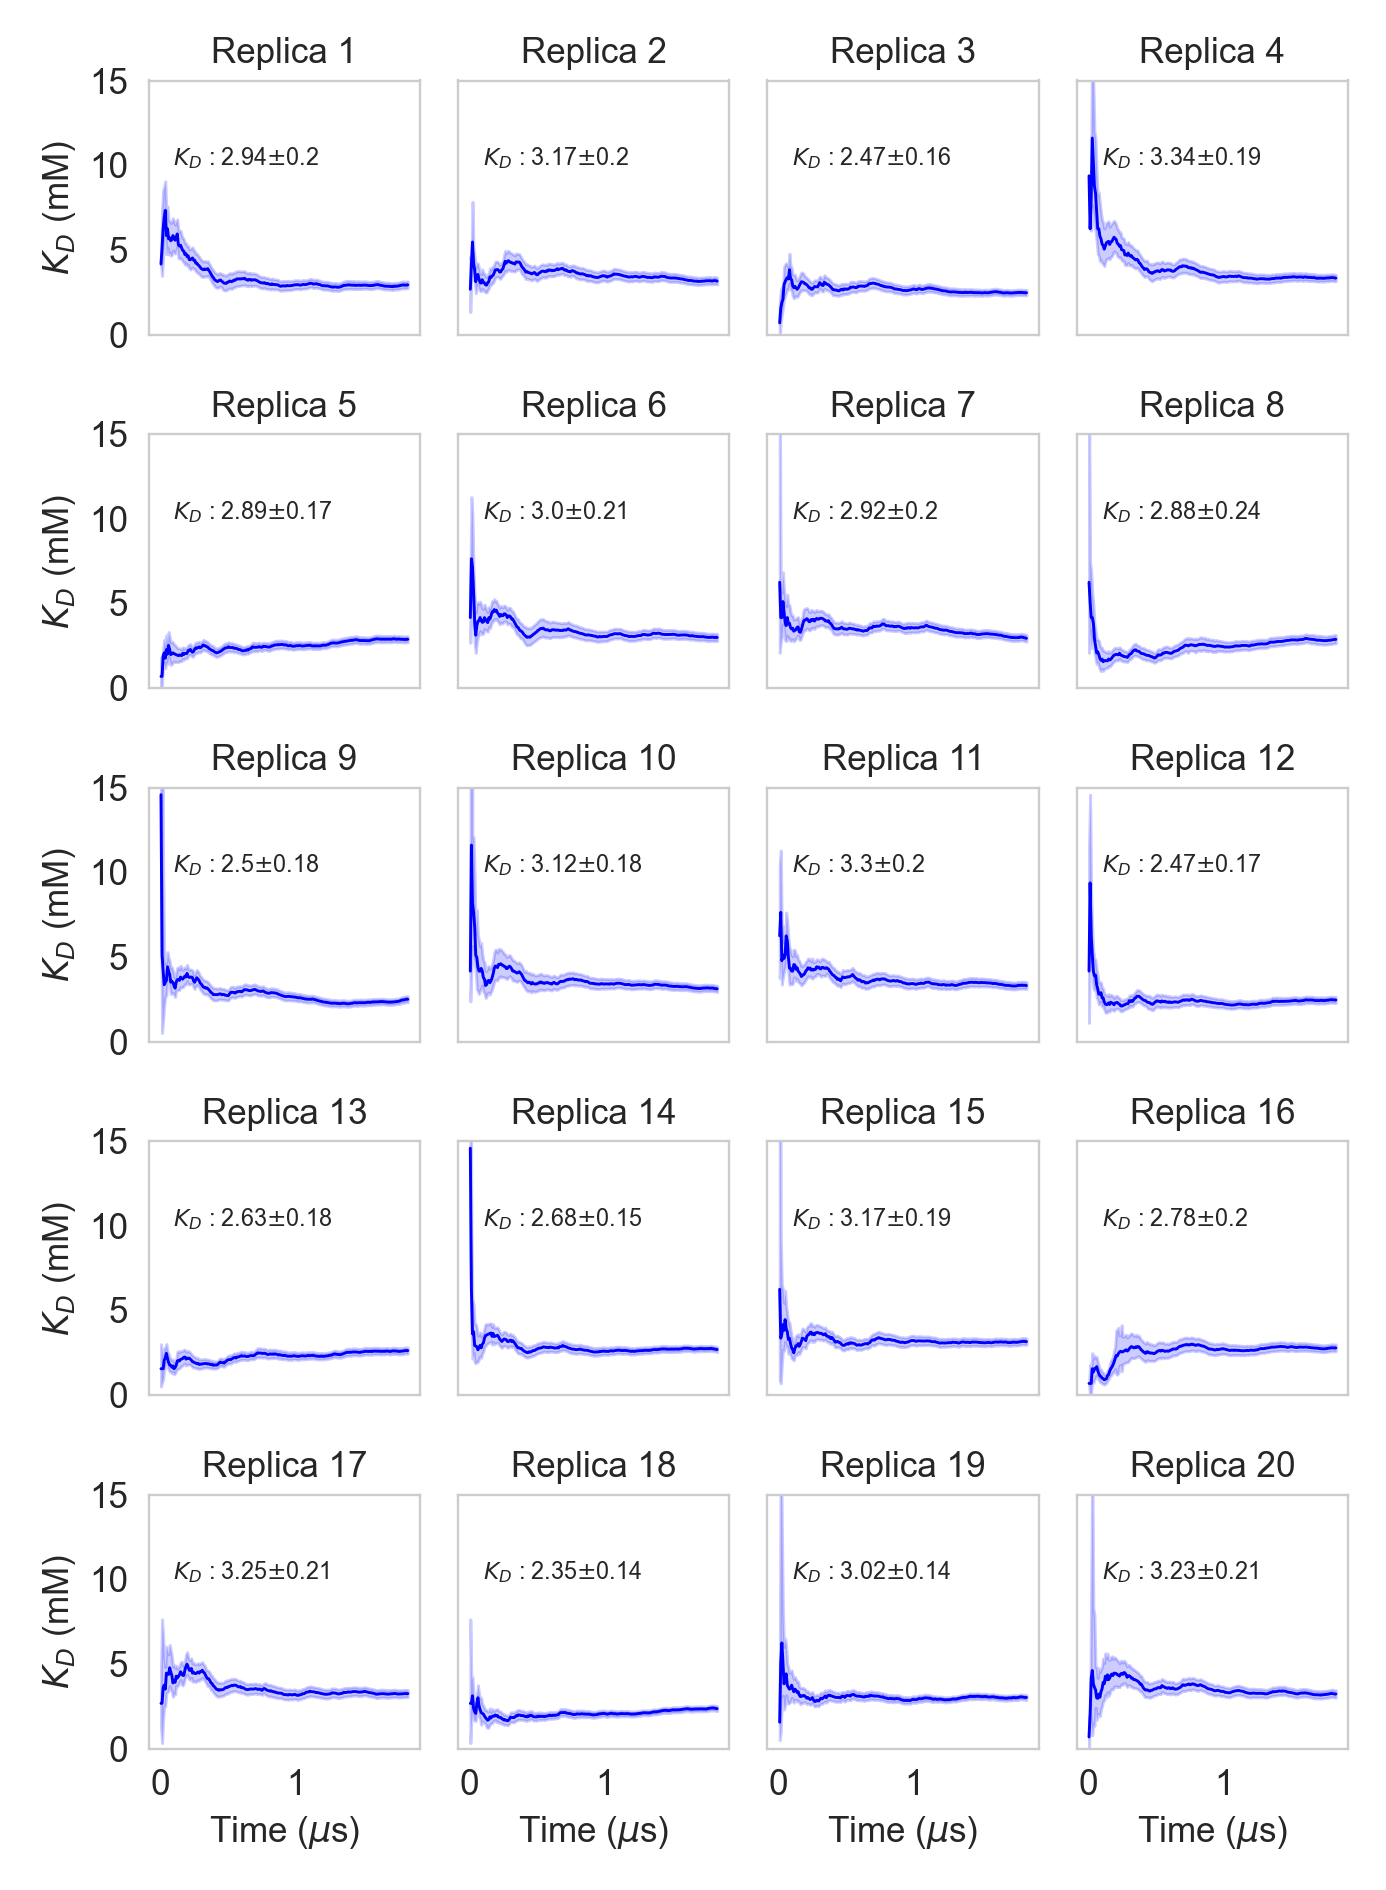 Replica 1 Replica 2 Replica 3 Replica 4
15
10
5
0
K_D (mM)
K_D : 2.94±0.2 K_D : 3.17±0.2 K_D : 2.47±0.16 K_D : 3.34±0.19
Replica 5 Replica 6 Replica 7 Replica 8
15
10
5
0
K_D (mM)
K_D : 2.89±0.17 K_D : 3.0±0.21 K_D : 2.92±0.2 K_D : 2.88±0.24
Replica 9 Replica 10 Replica 11 Replica 12
15
10
5
0
K_D (mM)
K_D : 2.5±0.18 K_D : 3.12±0.18 K_D : 3.3±0.2 K_D : 2.47±0.17
Replica 13 Replica 14 Replica 15 Replica 16
15
10
5
0
K_D (mM)
K_D : 2.63±0.18 K_D : 2.68±0.15 K_D : 3.17±0.19 K_D : 2.78±0.2
Replica 17 Replica 18 Replica 19 Replica 20
15
10
5
0
K_D (mM)
K_D : 3.25±0.21 K_D : 2.35±0.14 K_D : 3.02±0.14 K_D : 3.23±0.21
0 1 0 1 0 1 0 1
Time (μs) Time (μs) Time (μs) Time (μs)